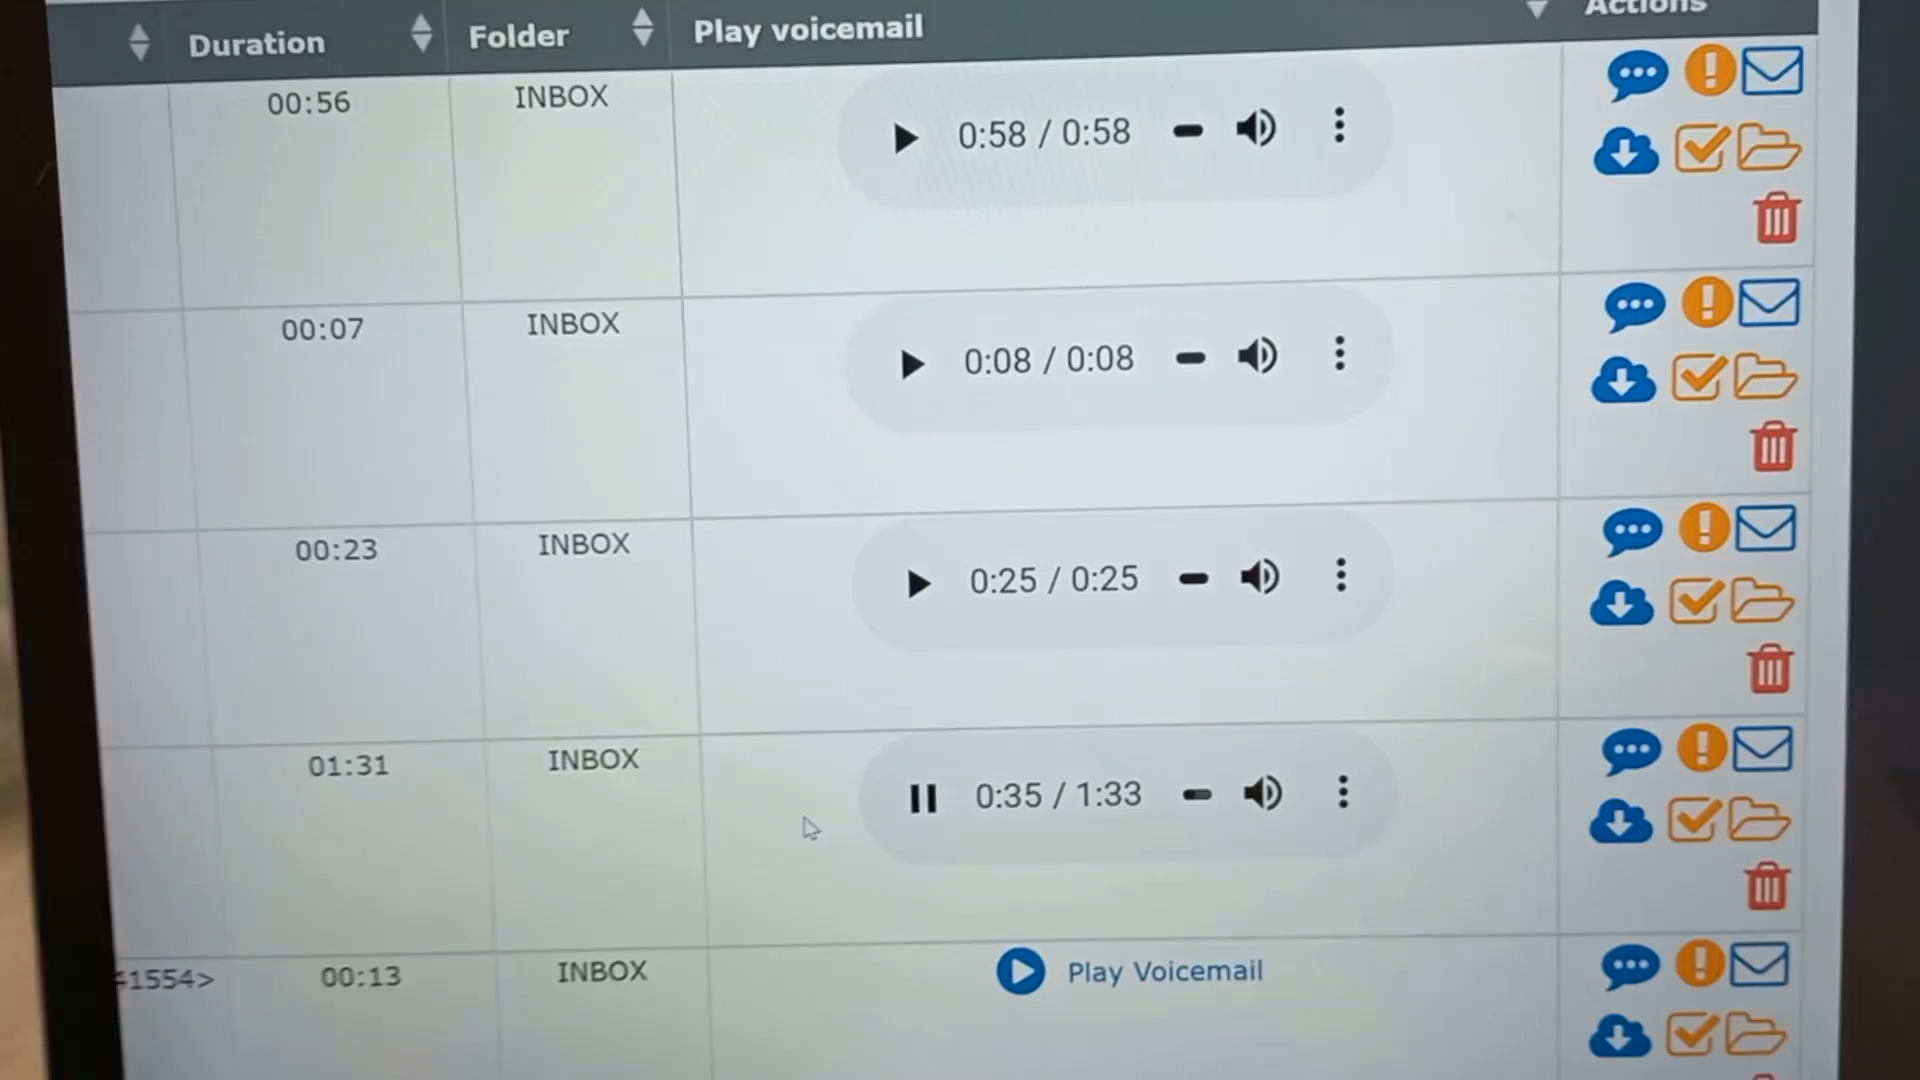 Duration Folder Play voicemail Actions
00:56 INBOX 0:58 / 0:58
00:07 INBOX 0:08 / 0:08
00:23 INBOX 0:25 / 0:25
01:31 INBOX 0:35 / 1:33
1554> 00:13 INBOX Play Voicemail